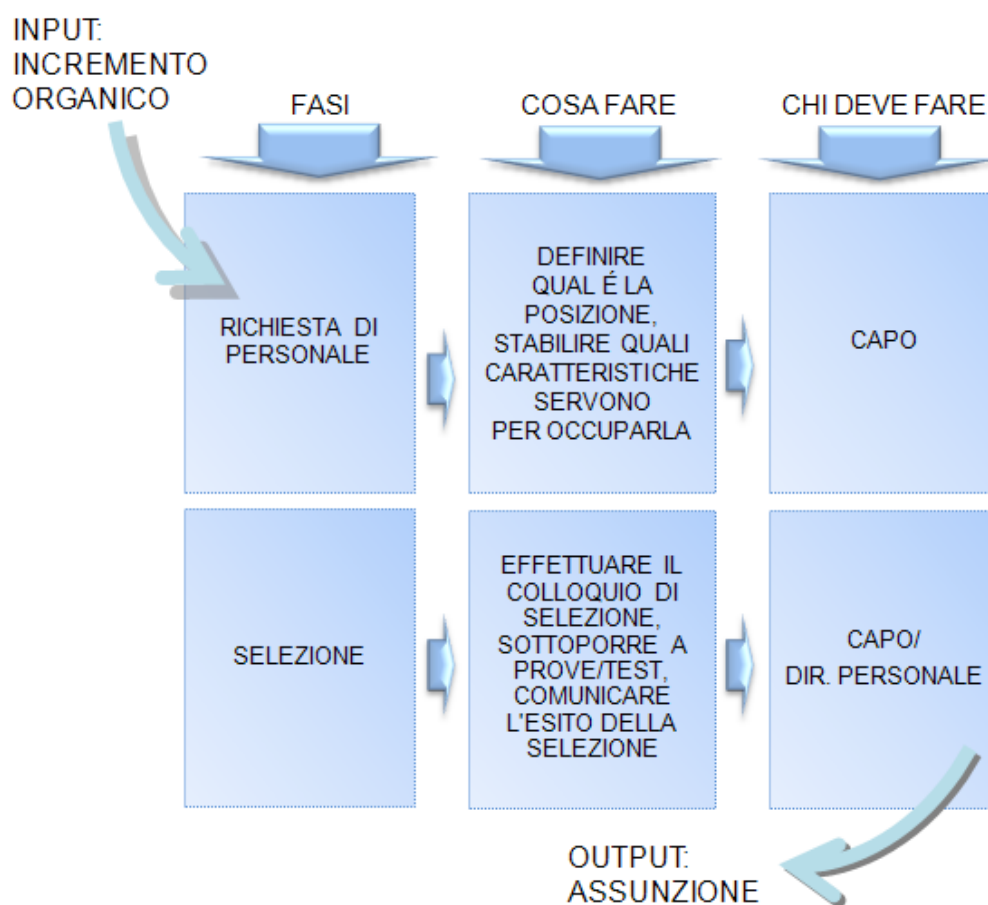 INPUT:
INCREMENTO
ORGANICO
FASI
COSA FARE
CHI DEVE FARE
RICHIESTA DI
PERSONALE
DEFINIRE
QUAL É LA
POSIZIONE,
STABILIRE QUALI
CARATTERISTICHE
SERVONO
PER OCCUPARLA
CAPO
SELEZIONE
EFFETTUARE IL
COLLOQUIO DI
SELEZIONE,
SOTTOPORRE A
PROVE/TEST,
COMUNICARE
L'ESITO DELLA
SELEZIONE
CAPO/
DIR. PERSONALE
OUTPUT:
ASSUNZIONE